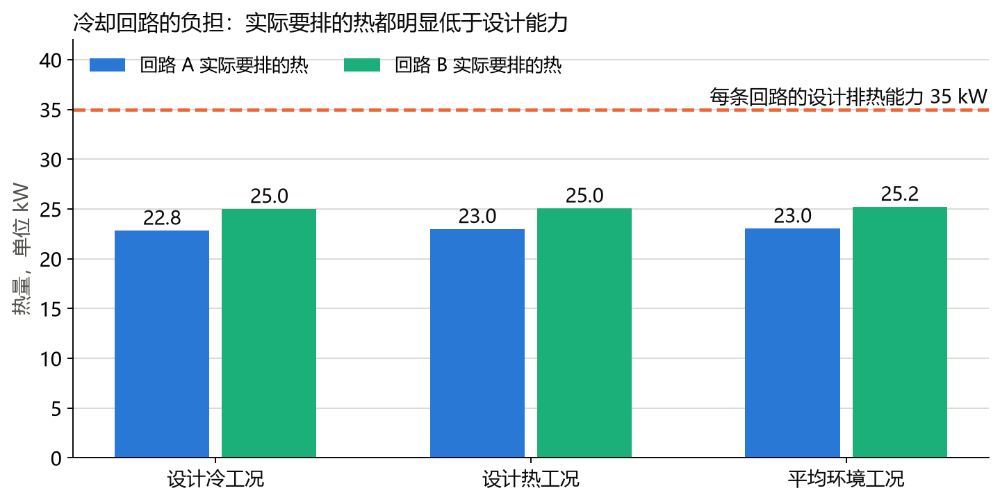 冷却回路的负担：实际要排的热都明显低于设计能力
回路 A 实际要排的热
回路 B 实际要排的热
每条回路的设计排热能力 35 kW
热量，单位 kW
40
35
30
25
20
15
10
5
0
22.8
25.0
23.0
25.0
23.0
25.2
设计冷工况
设计热工况
平均环境工况